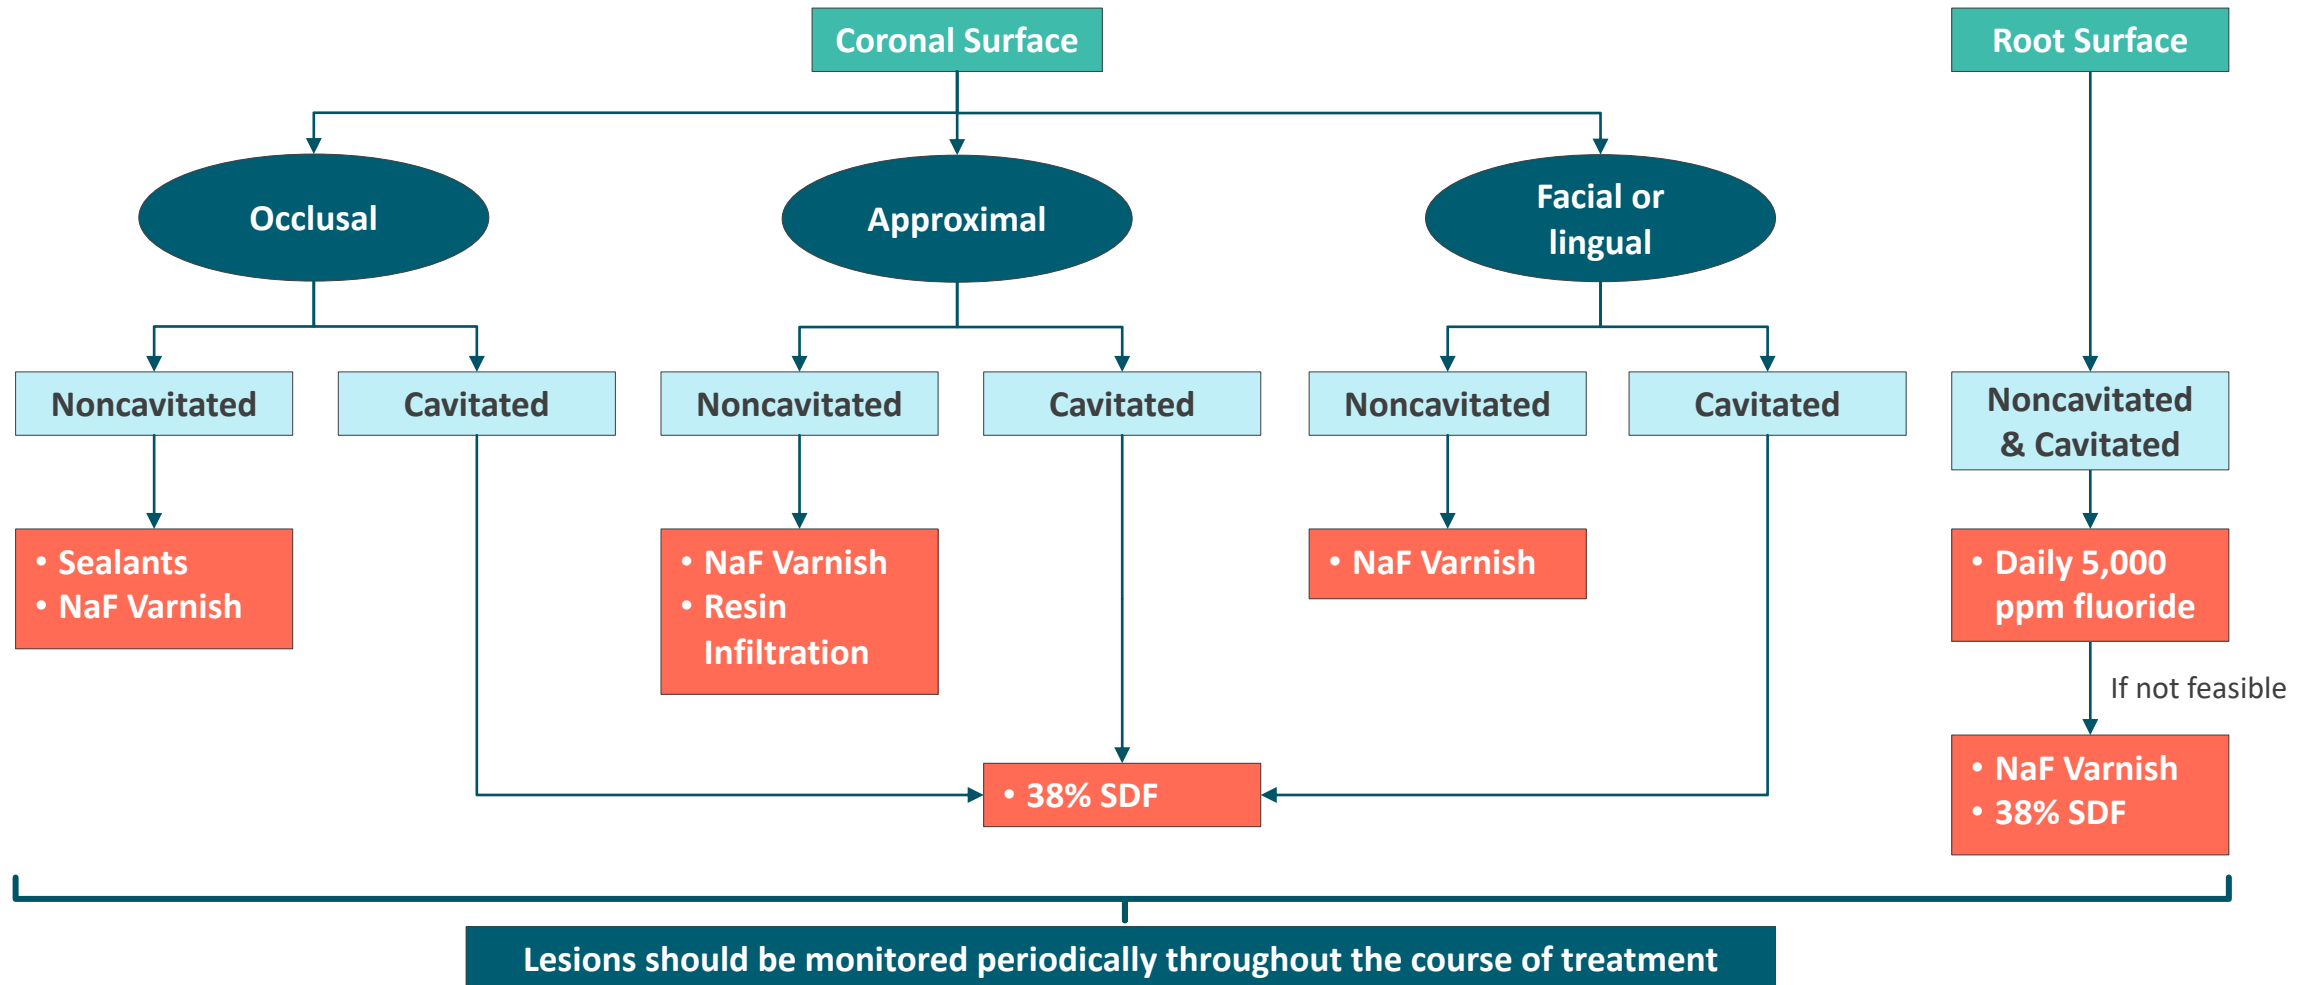 Coronal Surface
Root Surface
Occlusal
Approximal
Facial or
lingual
Noncavitated
Cavitated
Noncavitated
Cavitated
Noncavitated
Cavitated
Noncavitated
& Cavitated
• Sealants
• NaF Varnish
• NaF Varnish
• Resin
Infiltration
• NaF Varnish
• Daily 5,000
ppm fluoride
If not feasible
• 38% SDF
• NaF Varnish
• 38% SDF
Lesions should be monitored periodically throughout the course of treatment